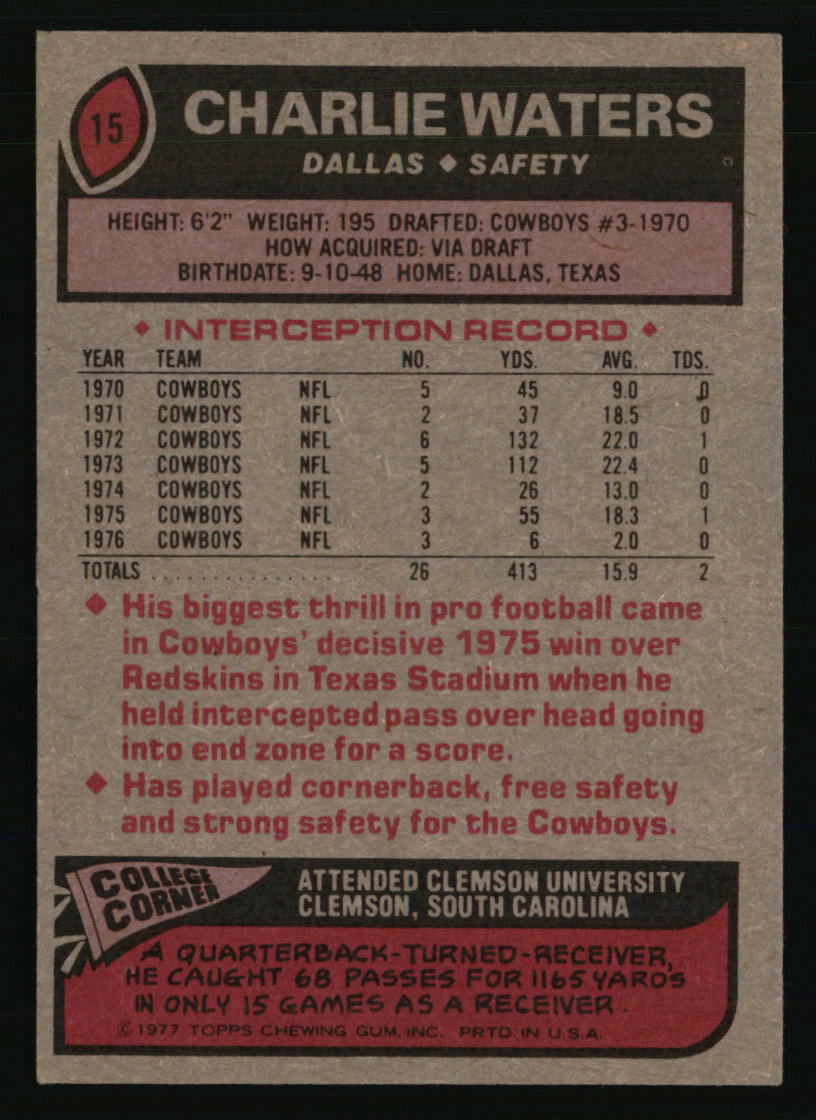 15
CHARLIE WATERS
DALLAS ◆ SAFETY
C
HEIGHT: 6'2" WEIGHT: 195 DRAFTED: COWBOYS #3-1970
HOW ACQUIRED: VIA DRAFT
BIRTHDATE: 9-10-48 HOME: DALLAS, TEXAS
◆ INTERCEPTION RECORD ◆
YEAR TEAM NO. YDS. AVG. TDS.
1970 COWBOYS NFL 5 45 9.0 0
1971 COWBOYS NFL 2 37 18.5 0
1972 COWBOYS NFL 6 132 22.0 1
1973 COWBOYS NFL 5 112 22.4 0
1974 COWBOYS NFL 2 26 13.0 0
1975 COWBOYS NFL 3 55 18.3 1
1976 COWBOYS NFL 3 6 2.0 0
TOTALS ................ 26 413 15.9 2
◆ His biggest thrill in pro football came
in Cowboys' decisive 1975 win over
Redskins in Texas Stadium when he
held intercepted pass over head going
into end zone for a score.
◆ Has played cornerback, free safety
and strong safety for the Cowboys.
COLLEGE
CORNER
ATTENDED CLEMSON UNIVERSITY
CLEMSON, SOUTH CAROLINA
A QUARTERBACK-TURNED-RECEIVER,
HE CAUGHT 68 PASSES FOR 1165 YARDS
IN ONLY 15 GAMES AS A RECEIVER.
© 1977 TOPPS CHEWING GUM, INC. PRTD. IN U.S.A.